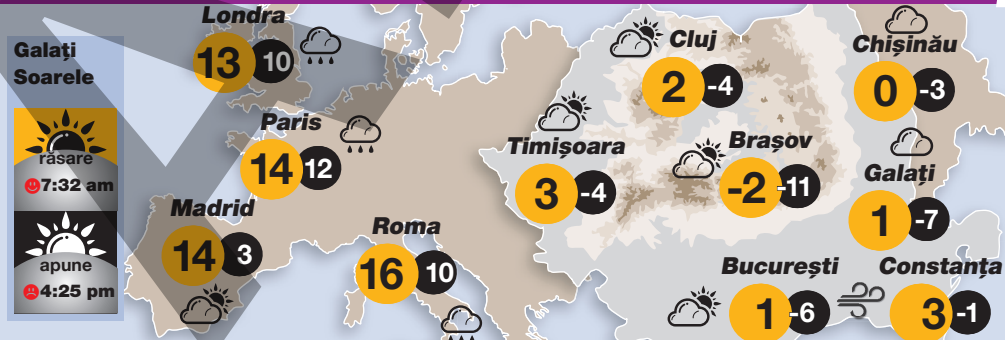 Galați
Soarele
răsare
7:32 am
apune
4:25 pm
Londra
13 10
Paris
14 12
Madrid
14 3
Roma
16 10
Cluj
2 -4
Timișoara
3 -4
Brașov
-2 -11
Chișinău
0 -3
Galați
1 -7
București
1 -6
Constanța
3 -1